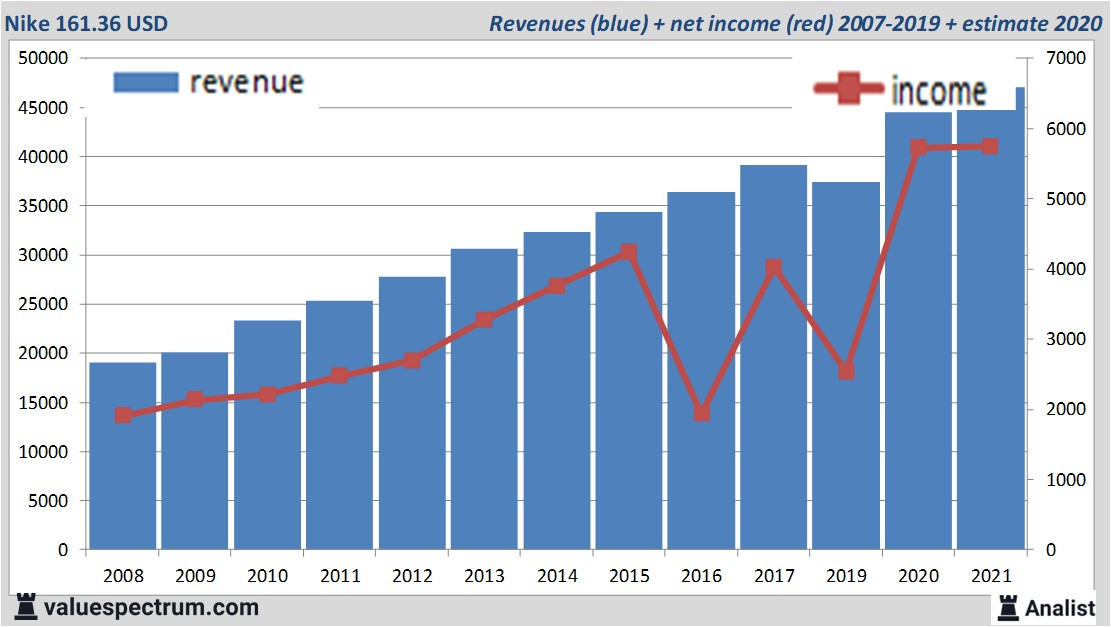 Nike 161.36 USD
Revenues (blue) + net income (red) 2007-2019 + estimate 2020
revenue
income
50000
45000
40000
35000
30000
25000
20000
15000
10000
5000
0
7000
6000
5000
4000
3000
2000
1000
0
2008 2009 2010 2011 2012 2013 2014 2015 2016 2017 2019 2020 2021
valuespectrum.com
Analist